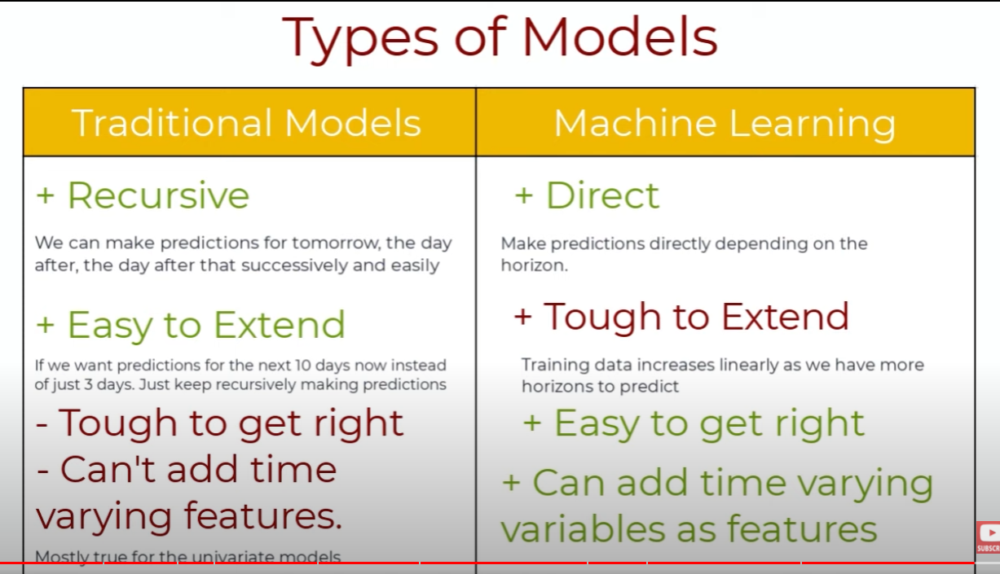 Types of Models
Traditional Models
+ Recursive
We can make predictions for tomorrow, the day
after, the day after that successively and easily
+ Easy to Extend
If we want predictions for the next 10 days now instead
of just 3 days. Just keep recursively making predictions
- Tough to get right
- Can't add time
varying features.
Mostly true for the univariate models
Machine Learning
+ Direct
Make predictions directly depending on the
horizon.
+ Tough to Extend
Training data increases linearly as we have more
horizons to predict
+ Easy to get right
+ Can add time varying
variables as features
SUBSCR